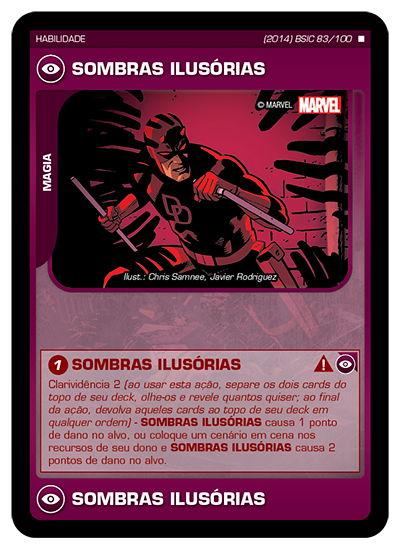 HABILIDADE (2014) BSIC 83/100
SOMBRAS ILUSÓRIAS
© MARVEL MARVEL
MAGIA
DD
Ilust.: Chris Samnee, Javier Rodriguez
1 SOMBRAS ILUSÓRIAS
Clarividência 2 (ao usar esta ação, separe os dois cards do
topo de seu deck, olhe-os e revele quantos quiser; ao final
da ação, devolva aqueles cards ao topo de seu deck em
qualquer ordem) - SOMBRAS ILUSÓRIAS causa 1 ponto
de dano no alvo, ou coloque um cenário em cena nos
recursos de seu dono e SOMBRAS ILUSÓRIAS causa 2
pontos de dano no alvo.
SOMBRAS ILUSÓRIAS